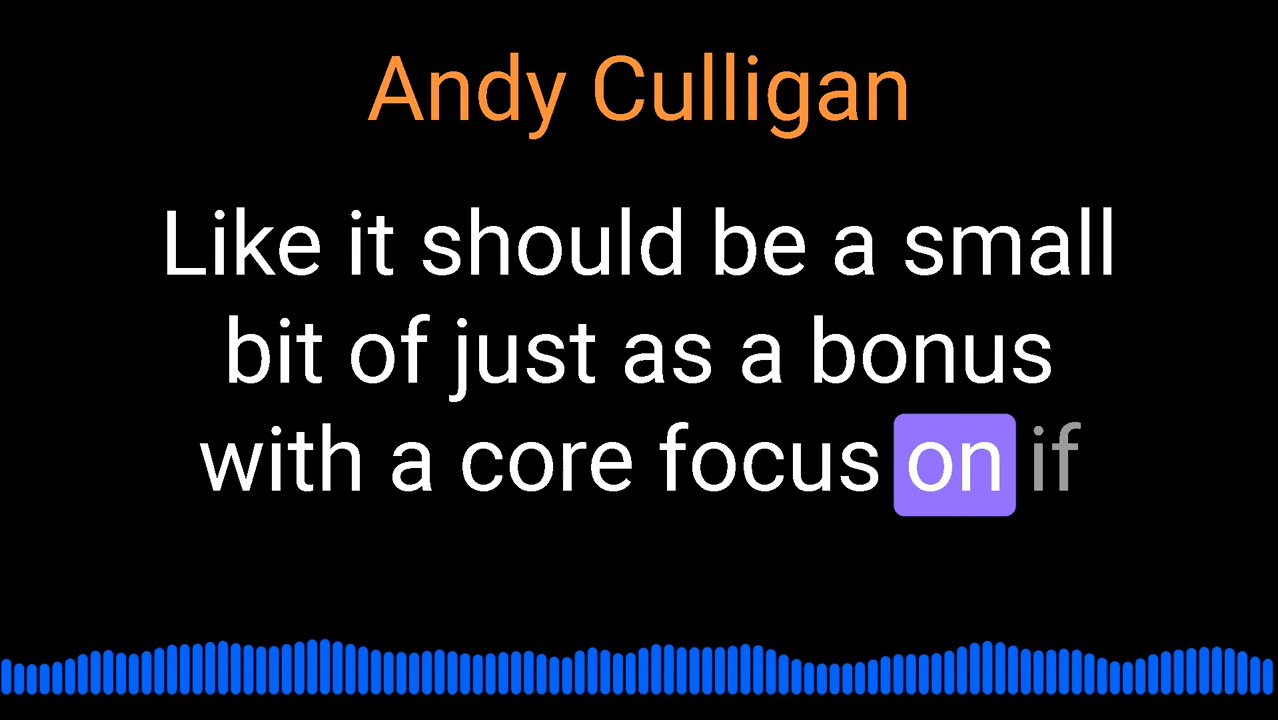 Andy Culligan
Like it should be a small
bit of just as a bonus
with a core focus on if